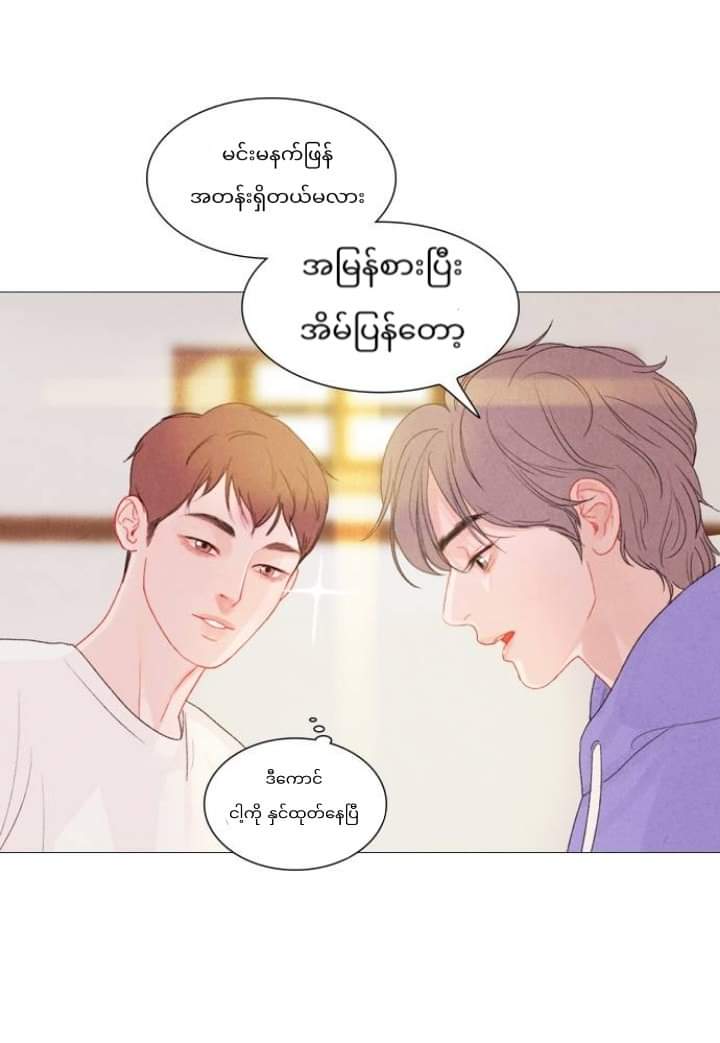 မင်းမနက်ဖြန်
အတန်းရှိတယ်မလား
အမြန်စားပြီး
အိမ်ပြန်တော့
ဒီကောင်
ငါ့ကို နှင်ထုတ်နေပြီ